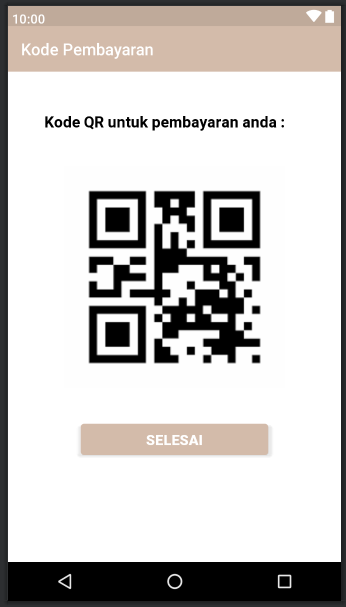 10:00
Kode Pembayaran
Kode QR untuk pembayaran anda :
SELESAI